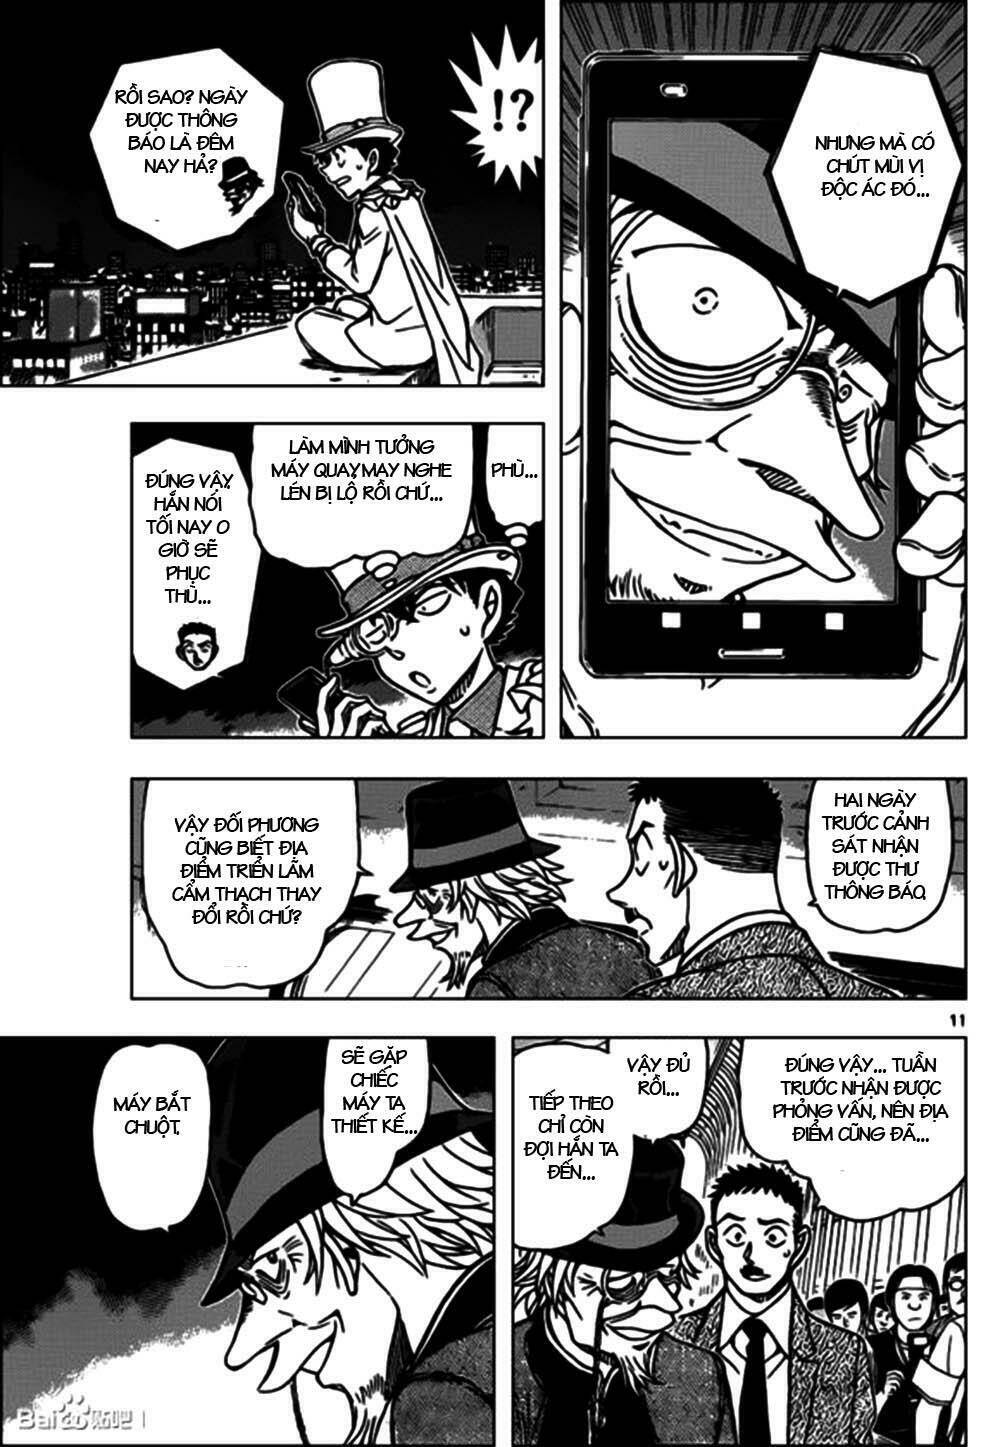 NHƯNG MÀ CÓ
CHÚT MÙI VỊ
ĐỘC ÁC ĐÓ...
!?
RỒI SAO? NGÀY
ĐƯỢC THÔNG
BÁO LÀ ĐÊM
NAY HẢ?
PHÙ...
LÀM MÌNH TƯỞNG
MÁY QUAY,MAY NGHE
LÉN BỊ LỘ RỒI CHỨ...
ĐÚNG VẬY,
HẮN NÓI
TỐI NAY 0
GIỜ SẼ
PHỤC
THÙ...
HAI NGÀY
TRƯỚC CẢNH
SÁT NHẬN
ĐƯỢC THƯ
THÔNG BÁO.
VẬY ĐỐI PHƯƠNG
CŨNG BIẾT ĐỊA
ĐIỂM TRIỂN LẰM
CẨM THẠCH THAY
ĐỔI RỒI CHỨ?
11
ĐÚNG VẬY... TUẦN
TRƯỚC NHẬN ĐƯỢC
PHỎNG VẤN, NÊN ĐỊA
ĐIỂM CŨNG ĐÃ...
VẬY ĐỦ
RỒI...
TIẾP THEO
CHỈ CÒN
ĐỢI HẮN TA
ĐẾN...
SẼ GẶP
CHIẾC
MÁY TA
THIẾT KẾ...
MÁY BẮT
CHUỘT.
Bai 贴吧